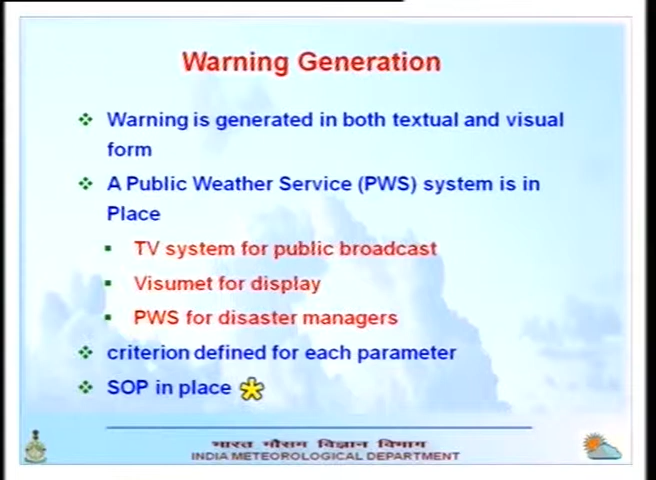 Warning Generation
Warning is generated in both textual and visual
form
A Public Weather Service (PWS) system is in
Place
TV system for public broadcast
Visumet for display
PWS for disaster managers
criterion defined for each parameter
SOP in place
भारत मौसम विज्ञान विभाग
INDIA METEOROLOGICAL DEPARTMENT